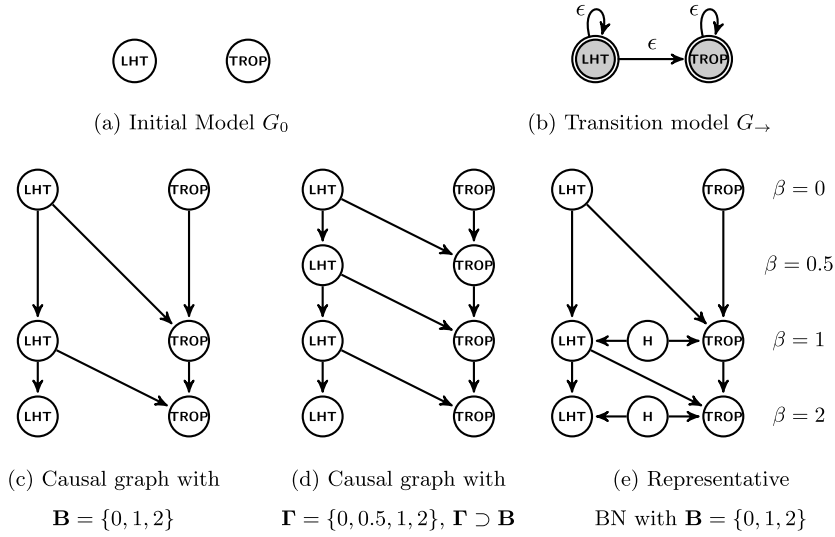 ϵ ϵ
ϵ
LHT TROP LHT TROP
(a) Initial Model G₀ (b) Transition model G→
LHT TROP LHT TROP LHT TROP β = 0
LHT TROP β = 0.5
LHT TROP LHT TROP LHT H TROP β = 1
LHT TROP LHT TROP LHT H TROP β = 2
(c) Causal graph with
B = {0, 1, 2}
(d) Causal graph with
Γ = {0, 0.5, 1, 2}, Γ ⊃ B
(e) Representative
BN with B = {0, 1, 2}